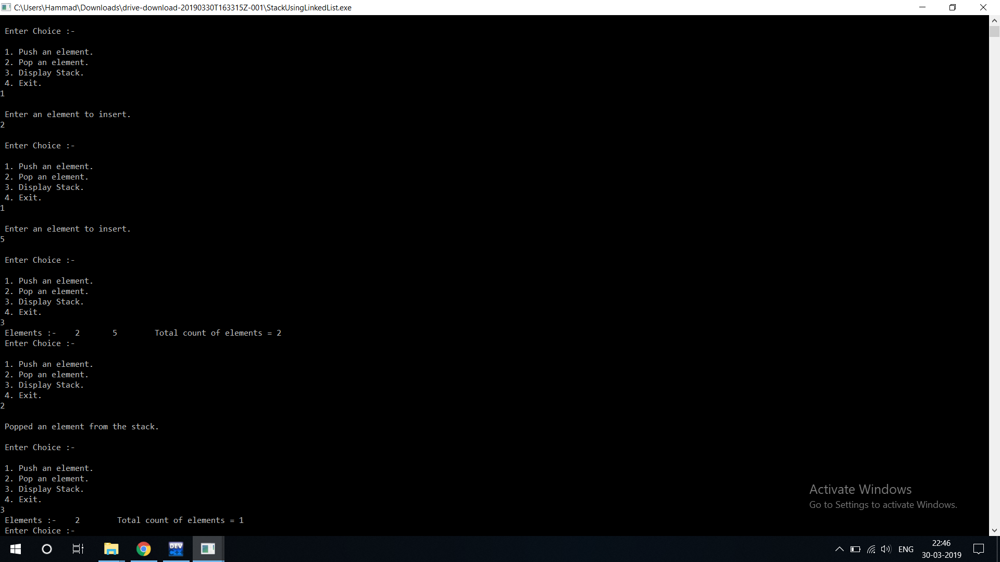 C:\Users\Hammad\Downloads\drive-download-20190330T163315Z-001\StackUsingLinkedList.exe
Enter Choice :-
1. Push an element.
2. Pop an element.
3. Display Stack.
4. Exit.
1
Enter an element to insert.
2
Enter Choice :-
1. Push an element.
2. Pop an element.
3. Display Stack.
4. Exit.
1
Enter an element to insert.
5
Enter Choice :-
1. Push an element.
2. Pop an element.
3. Display Stack.
4. Exit.
3
Elements :-    2       5        Total count of elements = 2
Enter Choice :-
1. Push an element.
2. Pop an element.
3. Display Stack.
4. Exit.
2
Popped an element from the stack.
Enter Choice :-
1. Push an element.
2. Pop an element.
3. Display Stack.
4. Exit.
3
Elements :-    2        Total count of elements = 1
Enter Choice :-
Activate Windows
Go to Settings to activate Windows.
DEV
C++
ENG
22:46
30-03-2019